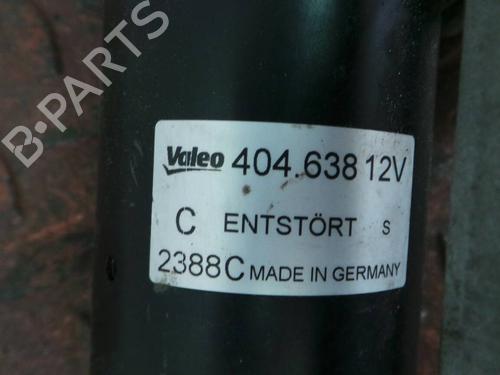 B-PARTS
Valeo 404.638 12V
C ENTSTÖRT S
2388C MADE IN GERMANY